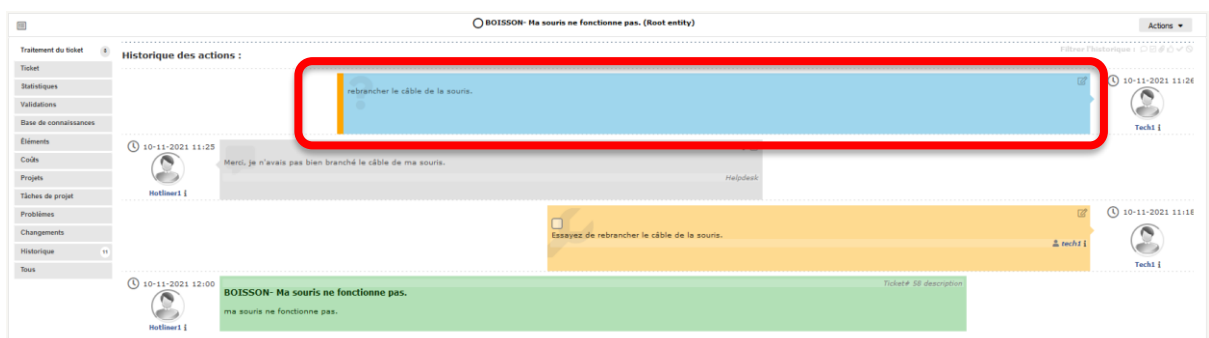 BOISSON- Ma souris ne fonctionne pas. (Root entity)
Actions
Traitement du ticket
Ticket
Statistiques
Validations
Base de connaissances
Éléments
Coûts
Projets
Tâches de projet
Problèmes
Changements
Historique
Tous
Historique des actions :
Filtrer l'historique :
rebrancher le câble de la souris.
10-11-2021 11:26
Tech1
10-11-2021 11:25
Hotliner1
Merci, je n'avais pas bien branché le câble de ma souris.
Helpdesk
Essayez de rebrancher le câble de la souris.
tech1
10-11-2021 11:18
Tech1
10-11-2021 12:00
Hotliner1
Ticket# 58 description
BOISSON- Ma souris ne fonctionne pas.
ma souris ne fonctionne pas.